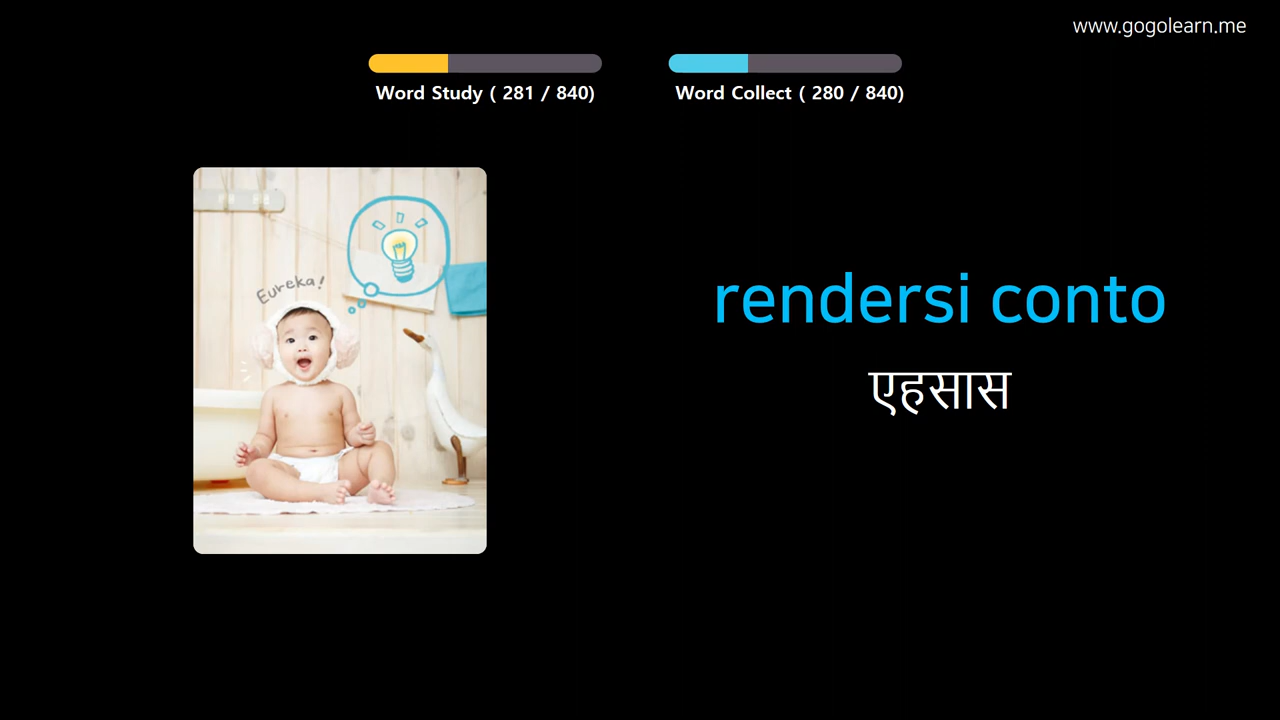 www.gogolearn.me
Word Study ( 281 / 840)
Word Collect ( 280 / 840)
Eureka!
rendersi conto
एहसास